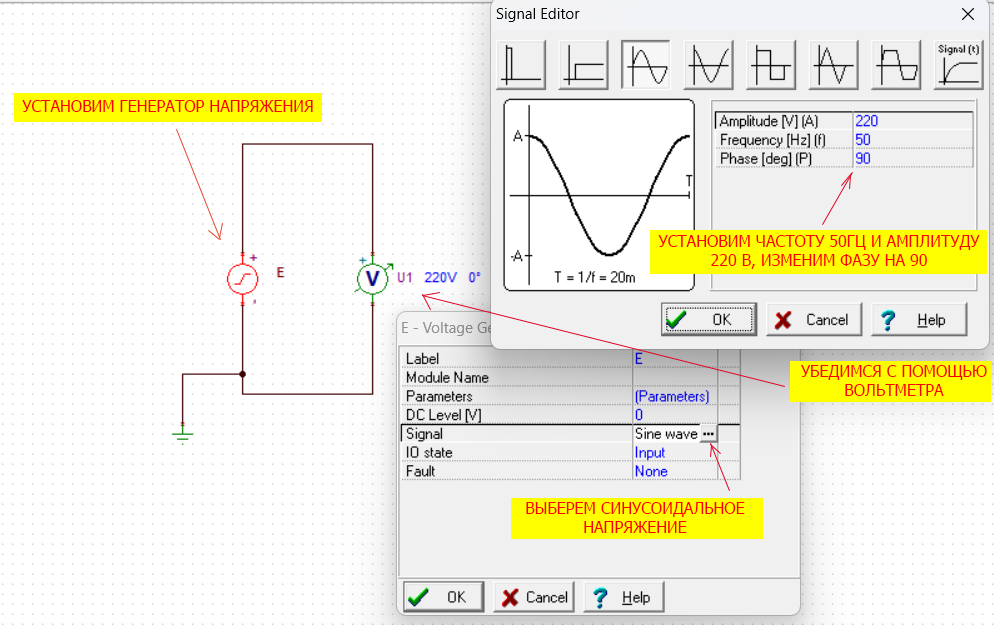 Signal Editor
Signal (t)
УСТАНОВИМ ГЕНЕРАТОР НАПРЯЖЕНИЯ
A
-A
T
T = 1/f = 20m
Amplitude [V] (A) 220
Frequency [Hz] (f) 50
Phase [deg] (P) 90
УСТАНОВИМ ЧАСТОТУ 50ГЦ И АМПЛИТУДУ
220 В, ИЗМЕНИМ ФАЗУ НА 90
OK Cancel ? Help
+ E -
+ V U1 220V 0°
E - Voltage Ge
Label E
Module Name
Parameters (Parameters)
DC Level [V] 0
Signal Sine wave ...
IO state Input
Fault None
УБЕДИМСЯ С ПОМОЩЬЮ
ВОЛЬТМЕТРА
ВЫБЕРЕМ СИНУСОИДАЛЬНОЕ
НАПРЯЖЕНИЕ
OK Cancel ? Help